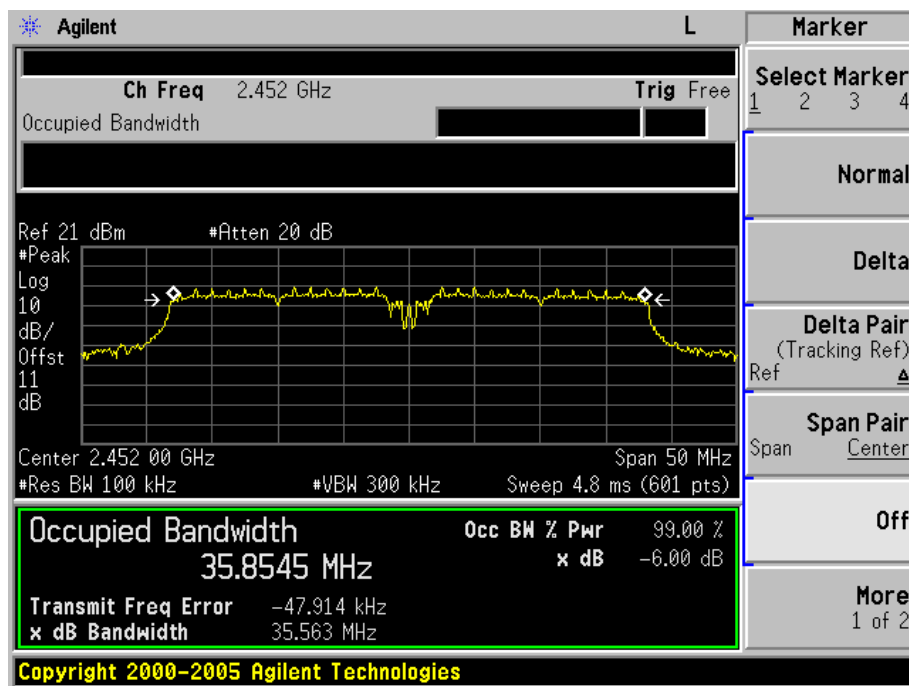 Agilent L
Ch Freq 2.452 GHz Trig Free
Occupied Bandwidth
Ref 21 dBm #Atten 20 dB
#Peak
Log
10
dB/
Offst
11
dB
Center 2.452 00 GHz Span 50 MHz
#Res BW 100 kHz #VBW 300 kHz Sweep 4.8 ms (601 pts)
Occupied Bandwidth
35.8545 MHz
Occ BW % Pwr 99.00 %
x dB -6.00 dB
Transmit Freq Error -47.914 kHz
x dB Bandwidth 35.563 MHz
Copyright 2000-2005 Agilent Technologies
Marker
Select Marker
1 2 3 4
Normal
Delta
Delta Pair
(Tracking Ref)
Ref Δ
Span Pair
Span Center
Off
More
1 of 2